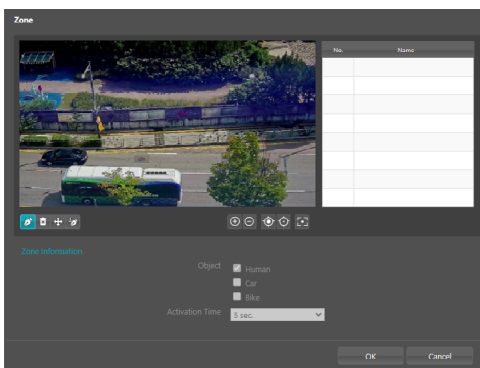 Zone
No. Name
Zone Information
Object
Human
Car
Bike
Activation Time
5 sec.
OK Cancel